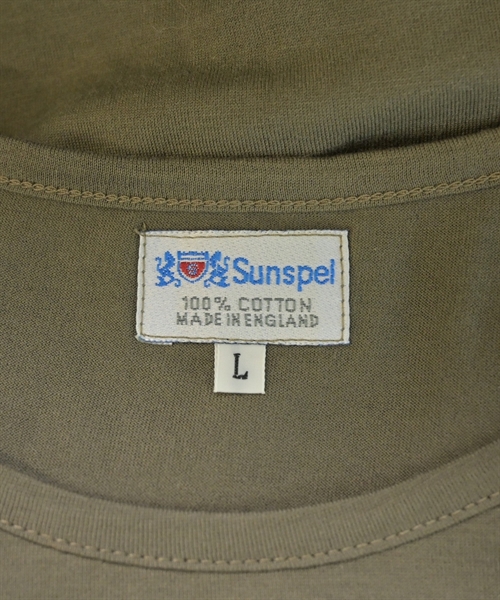 Sunspel
100% COTTON
MADE IN ENGLAND
L